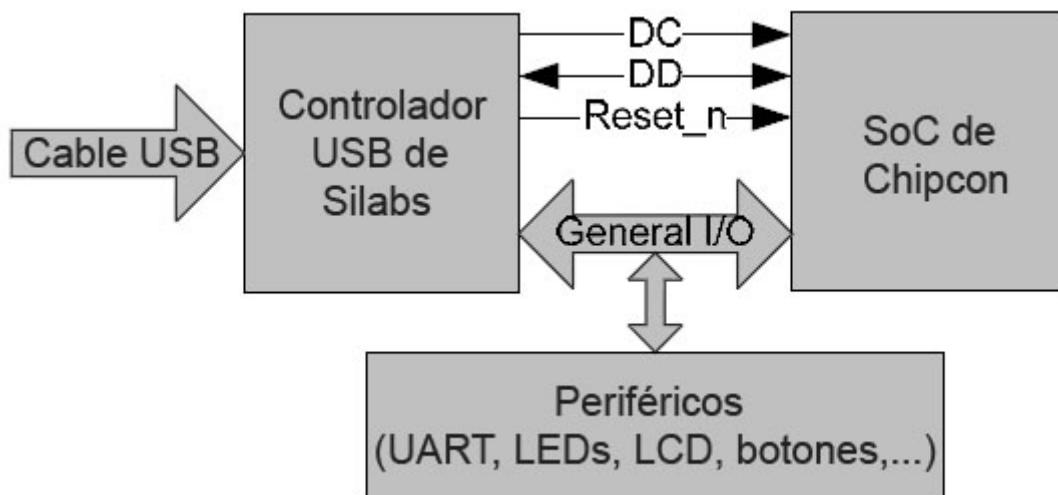 Cable USB
Controlador
USB de
Silabs
DC
DD
Reset_n
General I/O
SoC de
Chipcon
Periféricos
(UART, LEDs, LCD, botones,...)